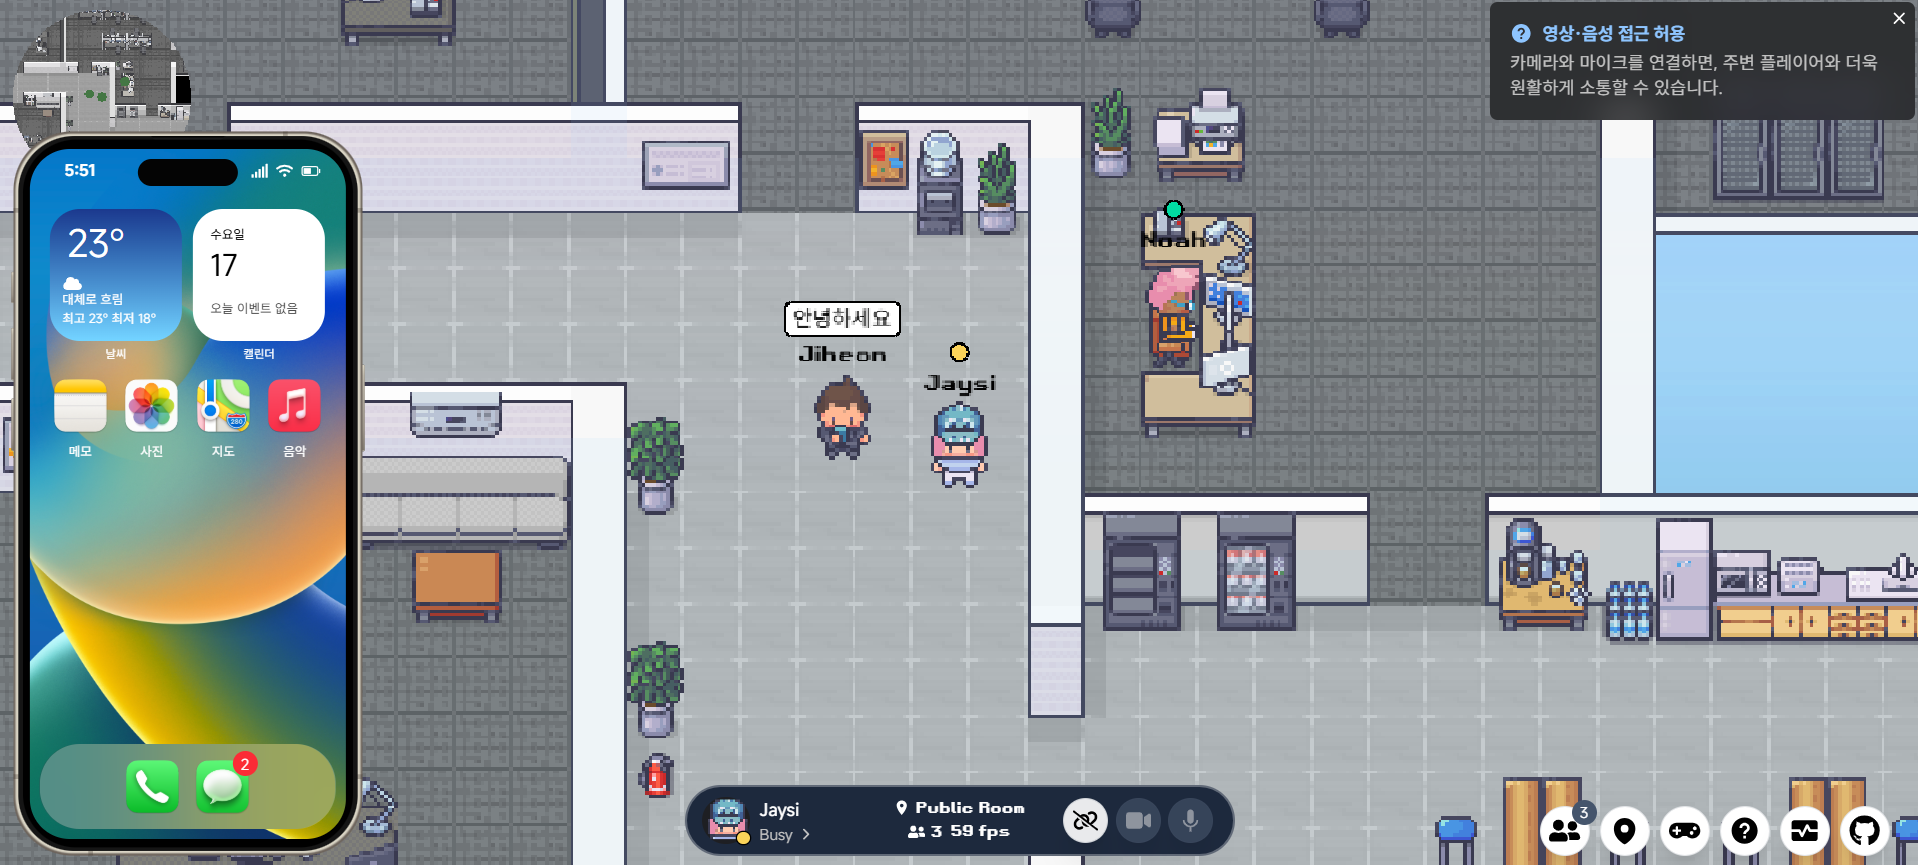 영상·음성 접근 허용
카메라와 마이크를 연결하면, 주변 플레이어와 더욱
원활하게 소통할 수 있습니다.
5:51
23°
대체로 흐림
최고 23° 최저 18°
날씨
수요일
17
오늘 이벤트 없음
캘린더
메모
사진
지도
280
음악
2
안녕하세요
Jiheon
Jaysi
Noah
Jaysi
Busy
Public Room
3 59 fps
3